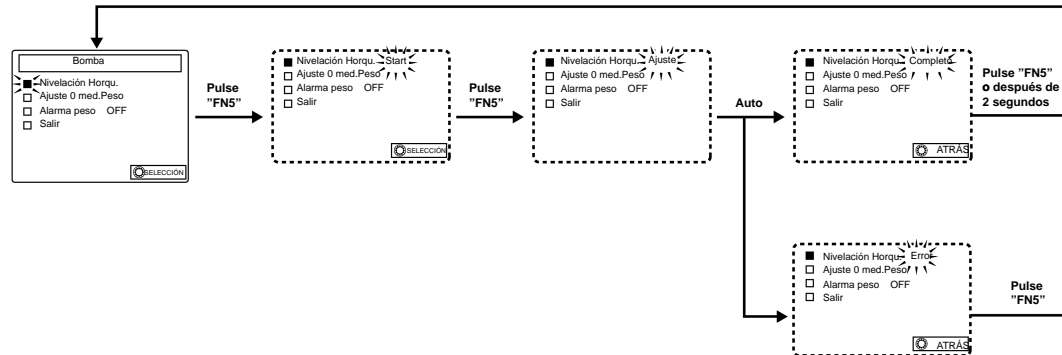 Bomba
Nivelación Horqu.
Ajuste 0 med.Peso
Alarma peso OFF
Salir
SELECCIÓN
Pulse
"FN5"
Nivelación Horqu. Start
Ajuste 0 med.Peso
Alarma peso OFF
Salir
SELECCIÓN
Pulse
"FN5"
Nivelación Horqu. Ajuste
Ajuste 0 med.Peso
Alarma peso OFF
Salir
Auto
Nivelación Horqu. Completo
Ajuste 0 med.Peso
Alarma peso OFF
Salir
ATRÁS
Pulse "FN5"
o después de
2 segundos
Nivelación Horqu. Error
Ajuste 0 med.Peso
Alarma peso OFF
Salir
ATRÁS
Pulse
"FN5"